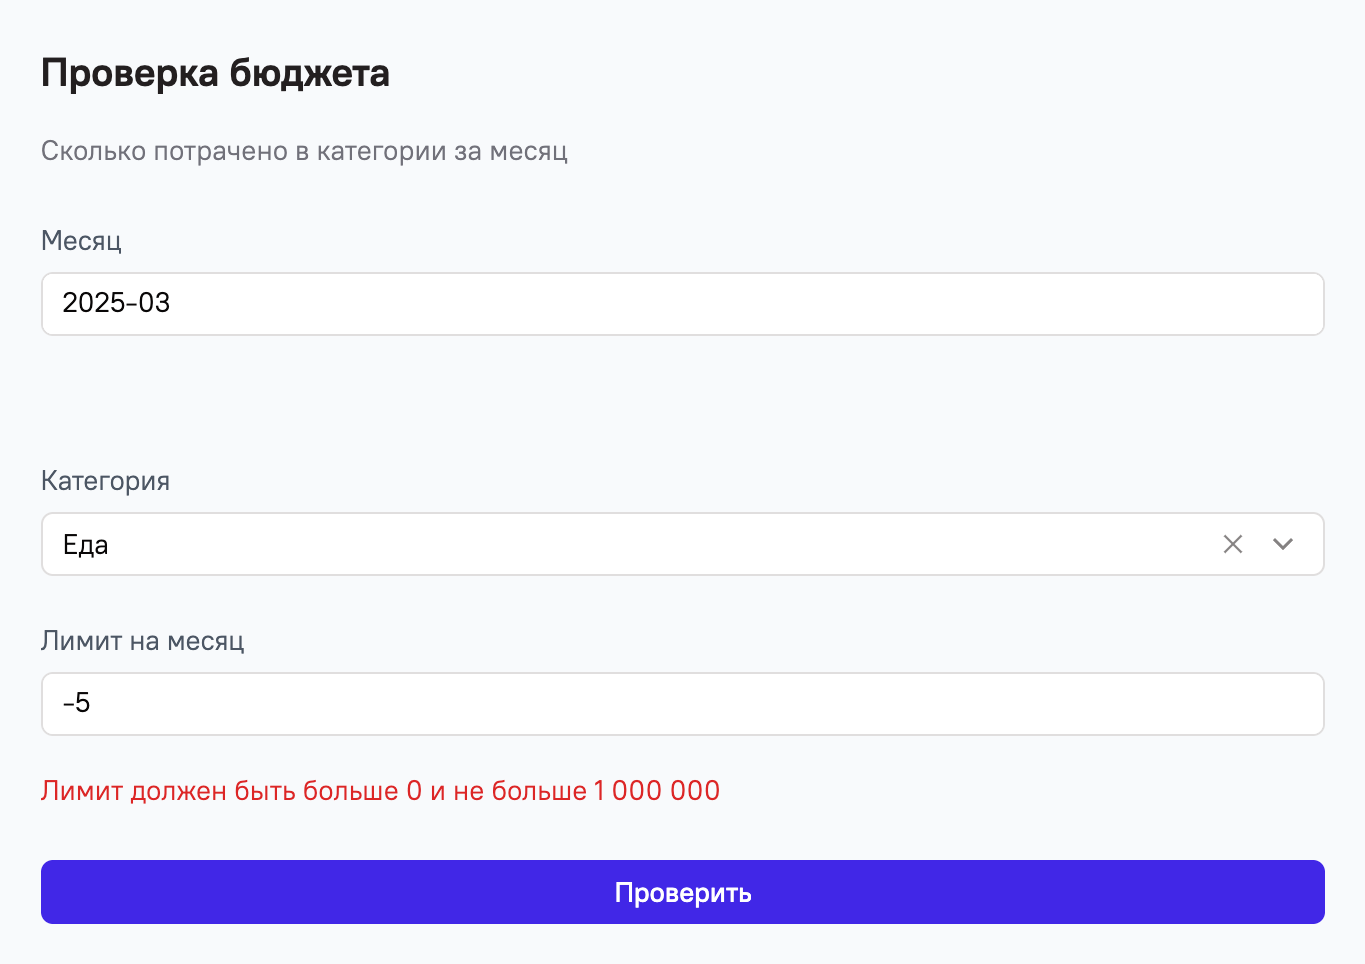 Проверка бюджета
Сколько потрачено в категории за месяц
Месяц
2025-03
Категория
Еда
Лимит на месяц
-5
Лимит должен быть больше 0 и не больше 1 000 000
Проверить